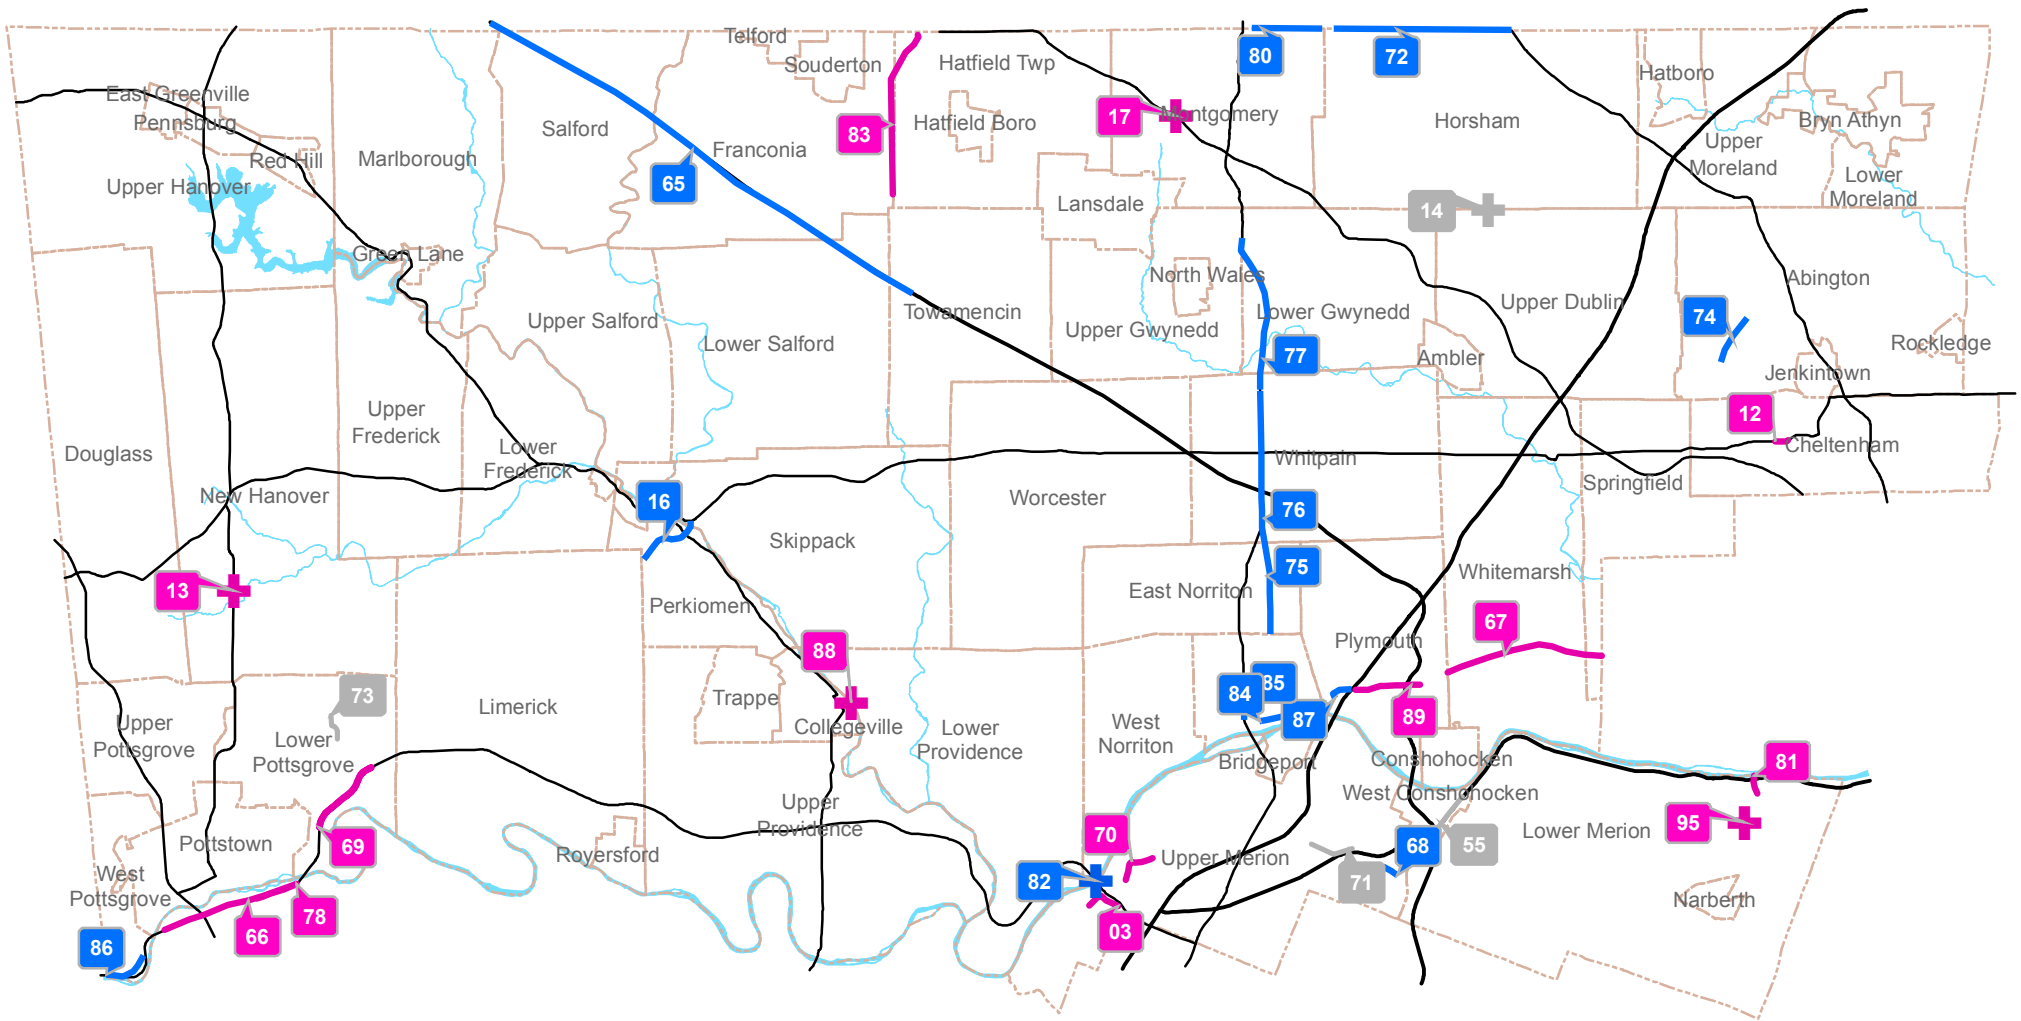 Telford
80
72
Souderton
Hatfield Twp
Hatboro
East Greenville
Pennsburg
Salford
83
Hatfield Boro
17
Montgomery
Horsham
Bryn Athyn
Red Hill
Marlborough
Franconia
Upper
Moreland
Upper Hanover
65
Lansdale
14
Lower
Moreland
Green Lane
North Wales
Abington
Upper Salford
Lower Salford
Towamencin
Upper Gwynedd
Lower Gwynedd
Upper Dublin
74
Rockledge
77
Ambler
Jenkintown
Upper
Frederick
12
Douglass
Lower
Frederick
Whitpain
Cheltenham
New Hanover
16
Worcester
76
Springfield
Skippack
13
Perkiomen
East Norriton
75
Whitemarsh
88
Plymouth
67
73
Trappe
84
85
Upper
Pottsgrove
Limerick
Collegeville
Lower
Providence
West
Norriton
87
89
Lower
Pottsgrove
Bridgeport
Conshohocken
81
West Conshohocken
Upper
Providence
Pottstown
69
Royersford
70
Upper Merion
68
55
Lower Merion
95
West
Pottsgrove
82
71
Narberth
86
66
78
03